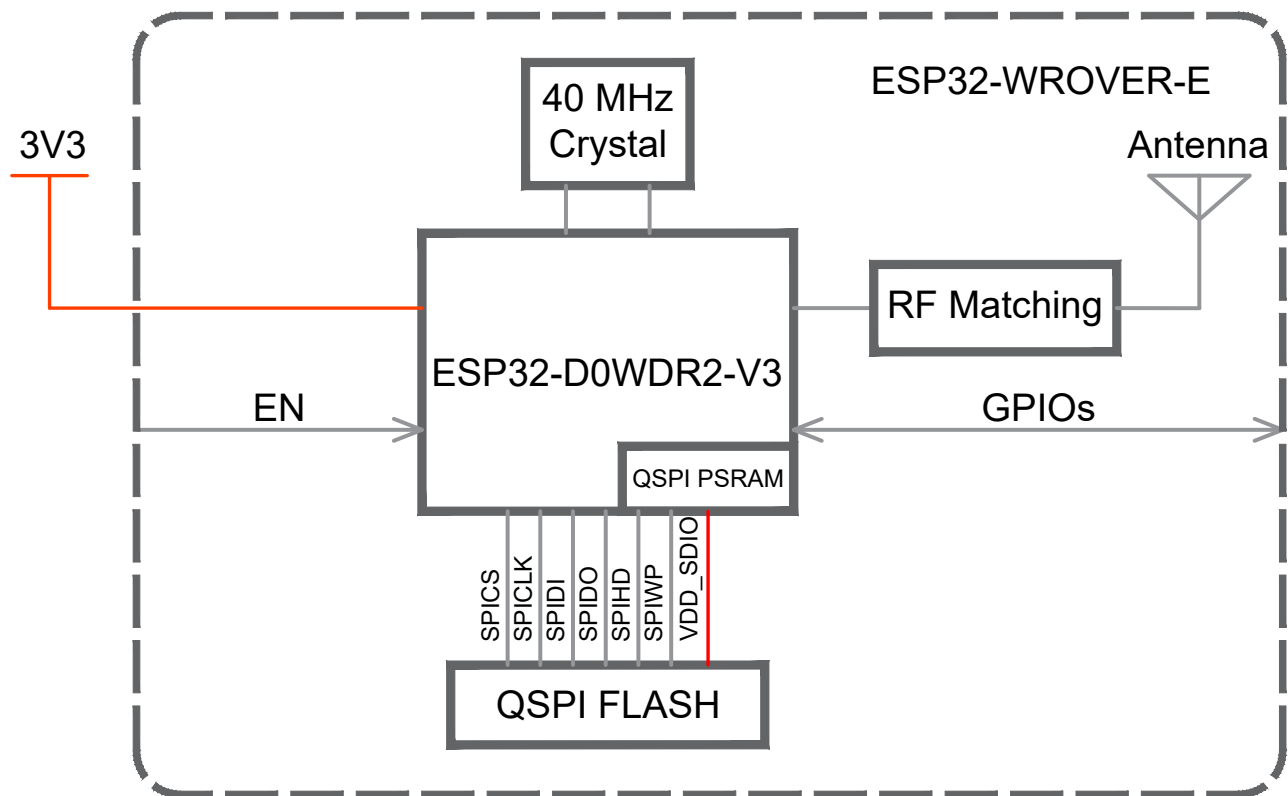 ESP32-WROVER-E
40 MHz
Crystal
3V3
Antenna
RF Matching
ESP32-D0WDR2-V3
EN
GPIOs
QSPI PSRAM
SPICS
SPICLK
SPIDI
SPIDO
SPIHD
SPIWP
VDD_SDIO
QSPI FLASH